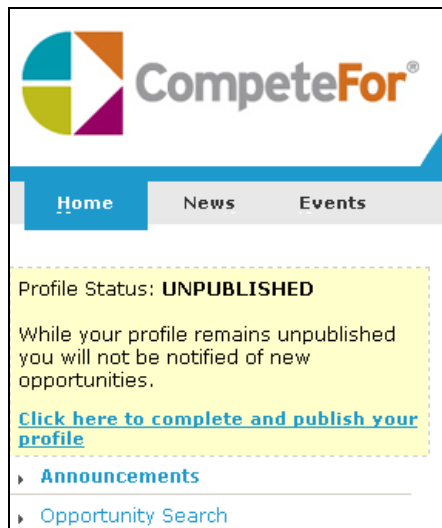 CompeteFor®
Home News Events
Profile Status: UNPUBLISHED
While your profile remains unpublished
you will not be notified of new
opportunities.
Click here to complete and publish your
profile
Announcements
Opportunity Search